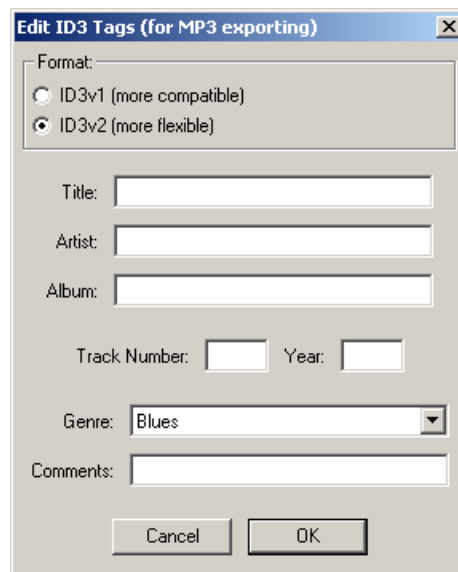 Edit ID3 Tags (for MP3 exporting)
Format:
ID3v1 (more compatible)
ID3v2 (more flexible)
Title:
Artist:
Album:
Track Number: Year:
Genre: Blues
Comments:
Cancel OK